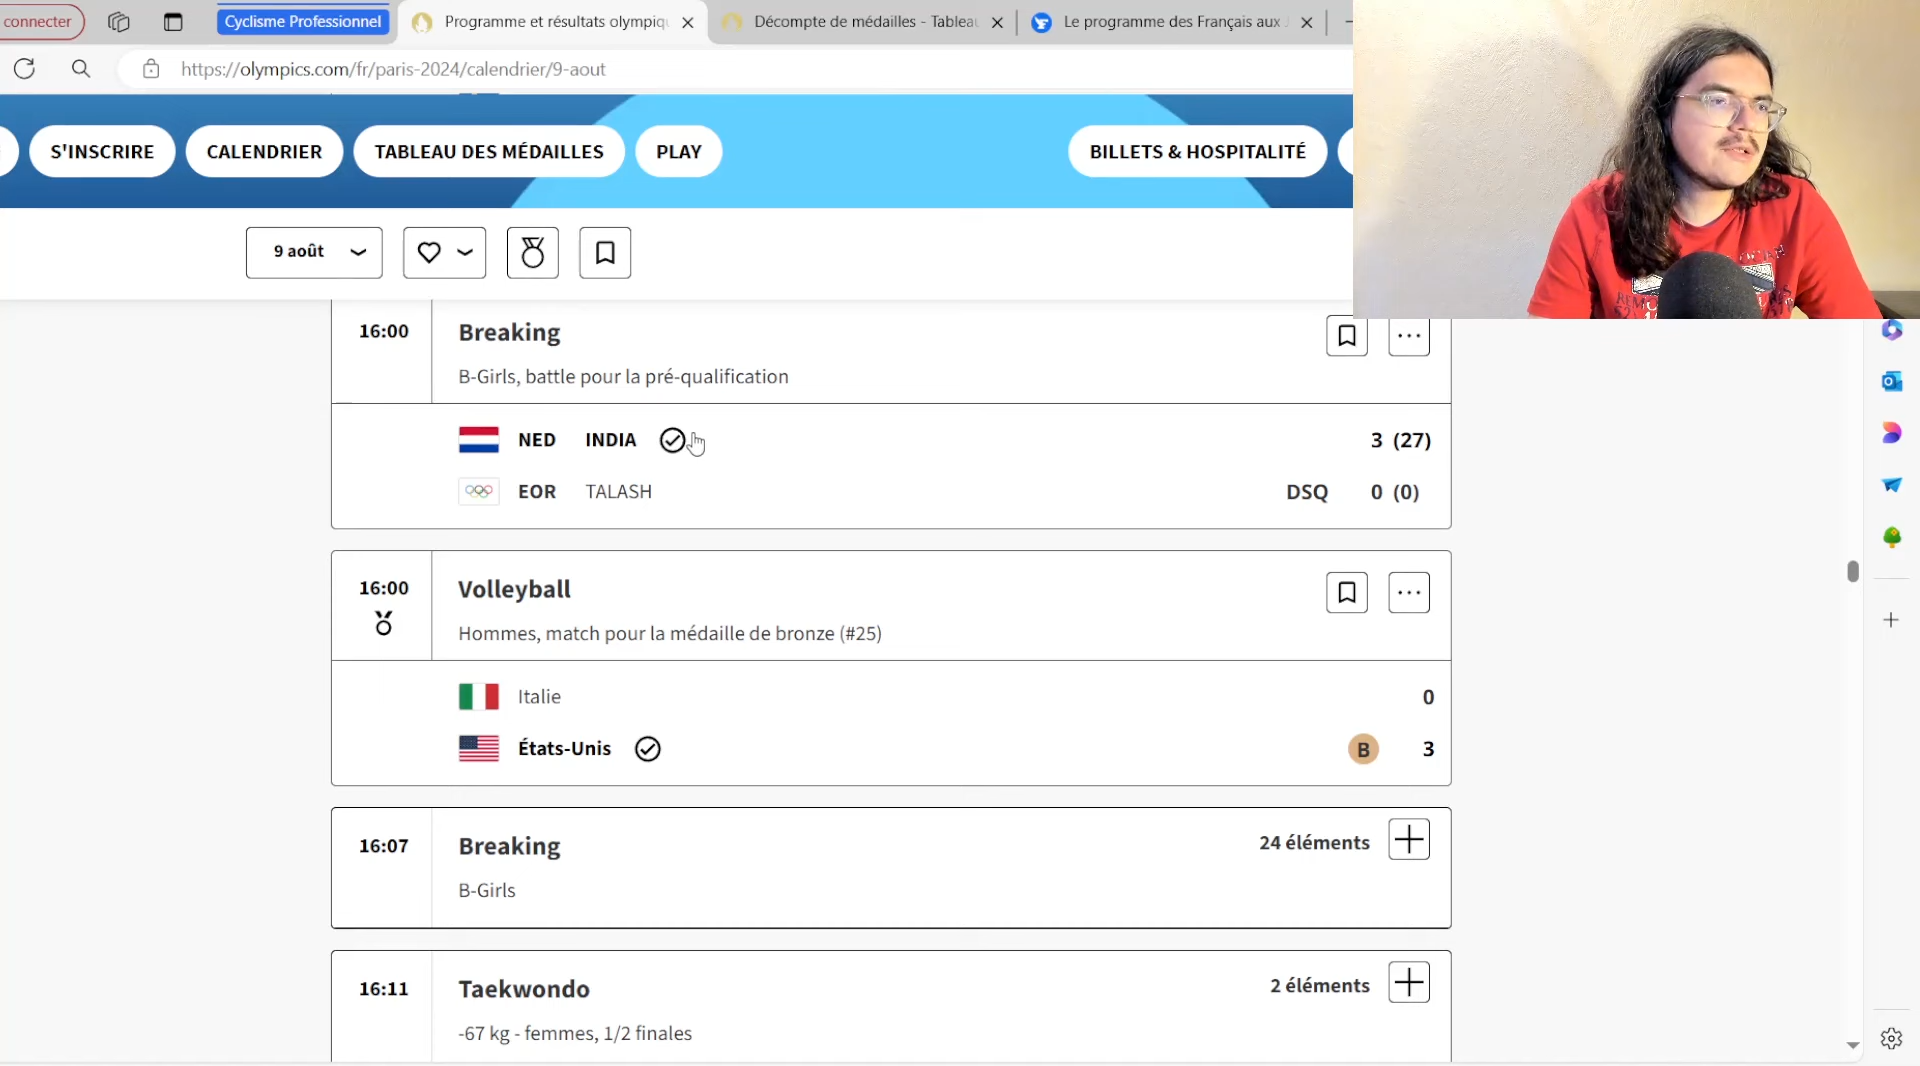 connecter
Cyclisme Professionnel
Programme et résultats olympiqu
Décompte de médailles - Tableau
Le programme des Français aux J
https://olympics.com/fr/paris-2024/calendrier/9-aout
S'INSCRIRE
CALENDRIER
TABLEAU DES MÉDAILLES
PLAY
BILLETS & HOSPITALITÉ
9 août
16:00
Breaking
B-Girls, battle pour la pré-qualification
NED INDIA 3 (27)
EOR TALASH DSQ 0 (0)
16:00
Volleyball
Hommes, match pour la médaille de bronze (#25)
Italie 0
États-Unis B 3
16:07
Breaking
24 éléments
B-Girls
16:11
Taekwondo
2 éléments
-67 kg - femmes, 1/2 finales